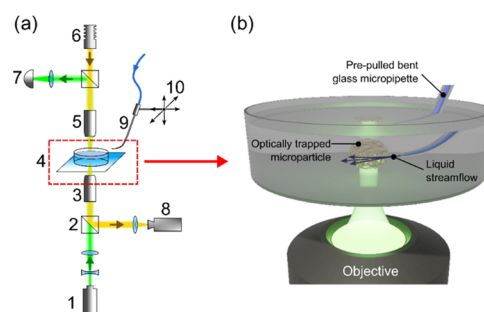 (a)
6
7
10
5
9
4
3
2
8
1
(b)
Pre-pulled bent
glass micropipette
Optically trapped
microparticle
Liquid
streamflow
Objective